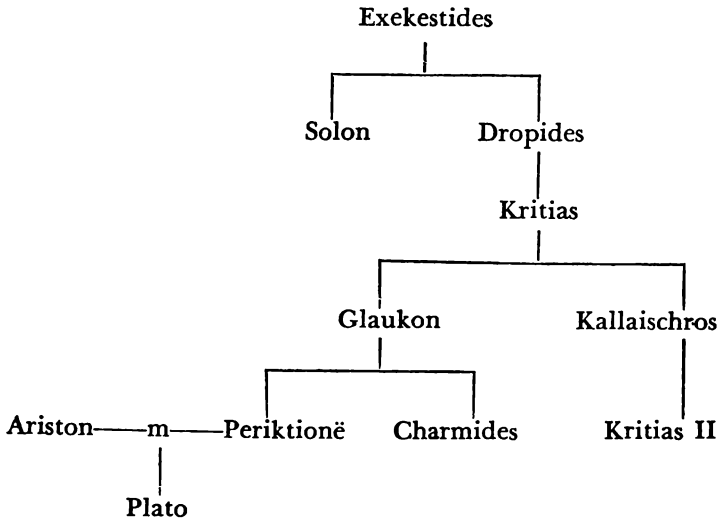 Exekestides
Solon Dropides
Kritias
Glaukon Kallaischros
Ariston m Periktionë Charmides Kritias II
Plato